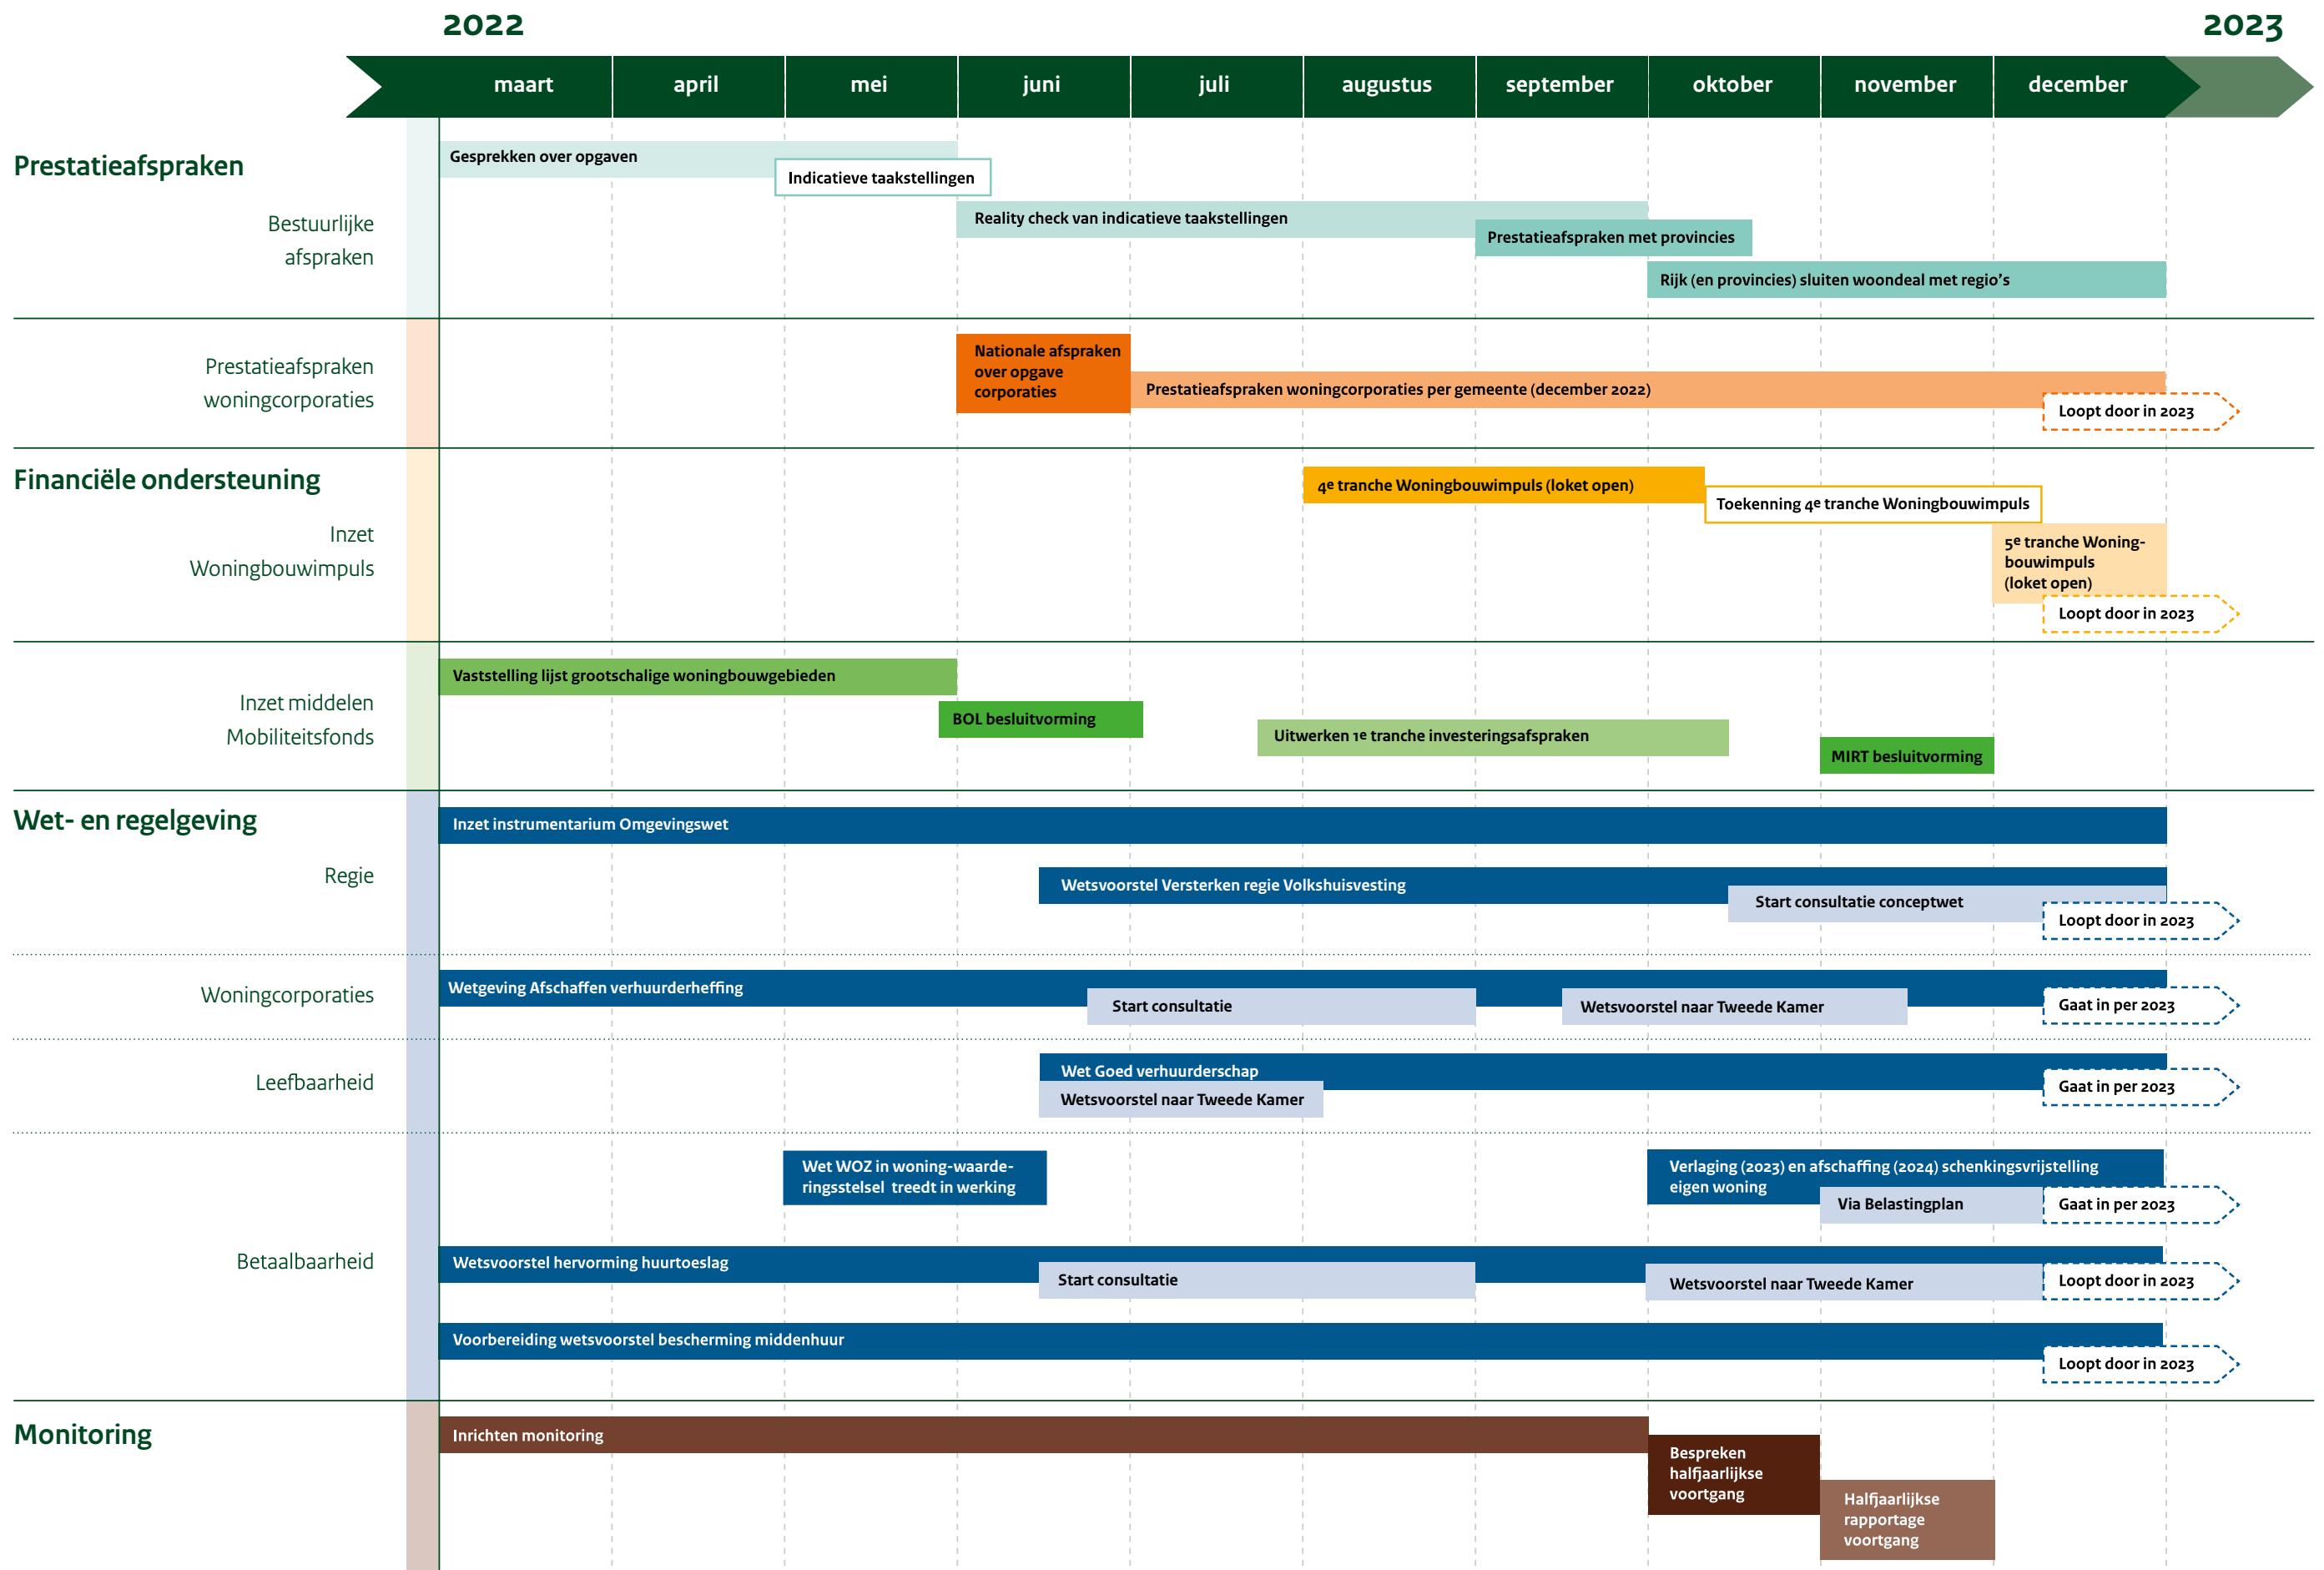 2022
2023
maart
april
mei
juni
juli
augustus
september
oktober
november
december
Prestatieafspraken
Gesprekken over opgaven
Indicatieve taakstellingen
Bestuurlijke
afspraken
Reality check van indicatieve taakstellingen
Prestatieafspraken met provincies
Rijk (en provincies) sluiten woondeal met regio's
Prestatieafspraken
woningcorporaties
Nationale afspraken
over opgave
corporaties
Prestatieafspraken woningcorporaties per gemeente (december 2022)
Loopt door in 2023
Financiële ondersteuning
Inzet
Woningbouwimpuls
4e tranche Woningbouwimpuls (loket open)
Toekenning 4e tranche Woningbouwimpuls
5e tranche Woning-
bouwimpuls
(loket open)
Loopt door in 2023
Inzet middelen
Mobiliteitsfonds
Vaststelling lijst grootschalige woningbouwgebieden
BOL besluitvorming
Uitwerken 1e tranche investeringsafspraken
MIRT besluitvorming
Wet- en regelgeving
Inzet instrumentarium Omgevingswet
Regie
Wetsvoorstel Versterken regie Volkshuisvesting
Start consultatie conceptwet
Loopt door in 2023
Woningcorporaties
Wetgeving Afschaffen verhuurderheffing
Start consultatie
Wetsvoorstel naar Tweede Kamer
Gaat in per 2023
Leefbaarheid
Wet Goed verhuurderschap
Wetsvoorstel naar Tweede Kamer
Gaat in per 2023
Wet WOZ in woning-waarde-
ringsstelsel treedt in werking
Verlaging (2023) en afschaffing (2024) schenkingsvrijstelling
eigen woning
Via Belastingplan
Gaat in per 2023
Betaalbaarheid
Wetsvoorstel hervorming huurtoeslag
Start consultatie
Wetsvoorstel naar Tweede Kamer
Loopt door in 2023
Voorbereiding wetsvoorstel bescherming middenhuur
Loopt door in 2023
Monitoring
Inrichten monitoring
Bespreken
halfjaarlijkse
voortgang
Halfjaarlijkse
rapportage
voortgang